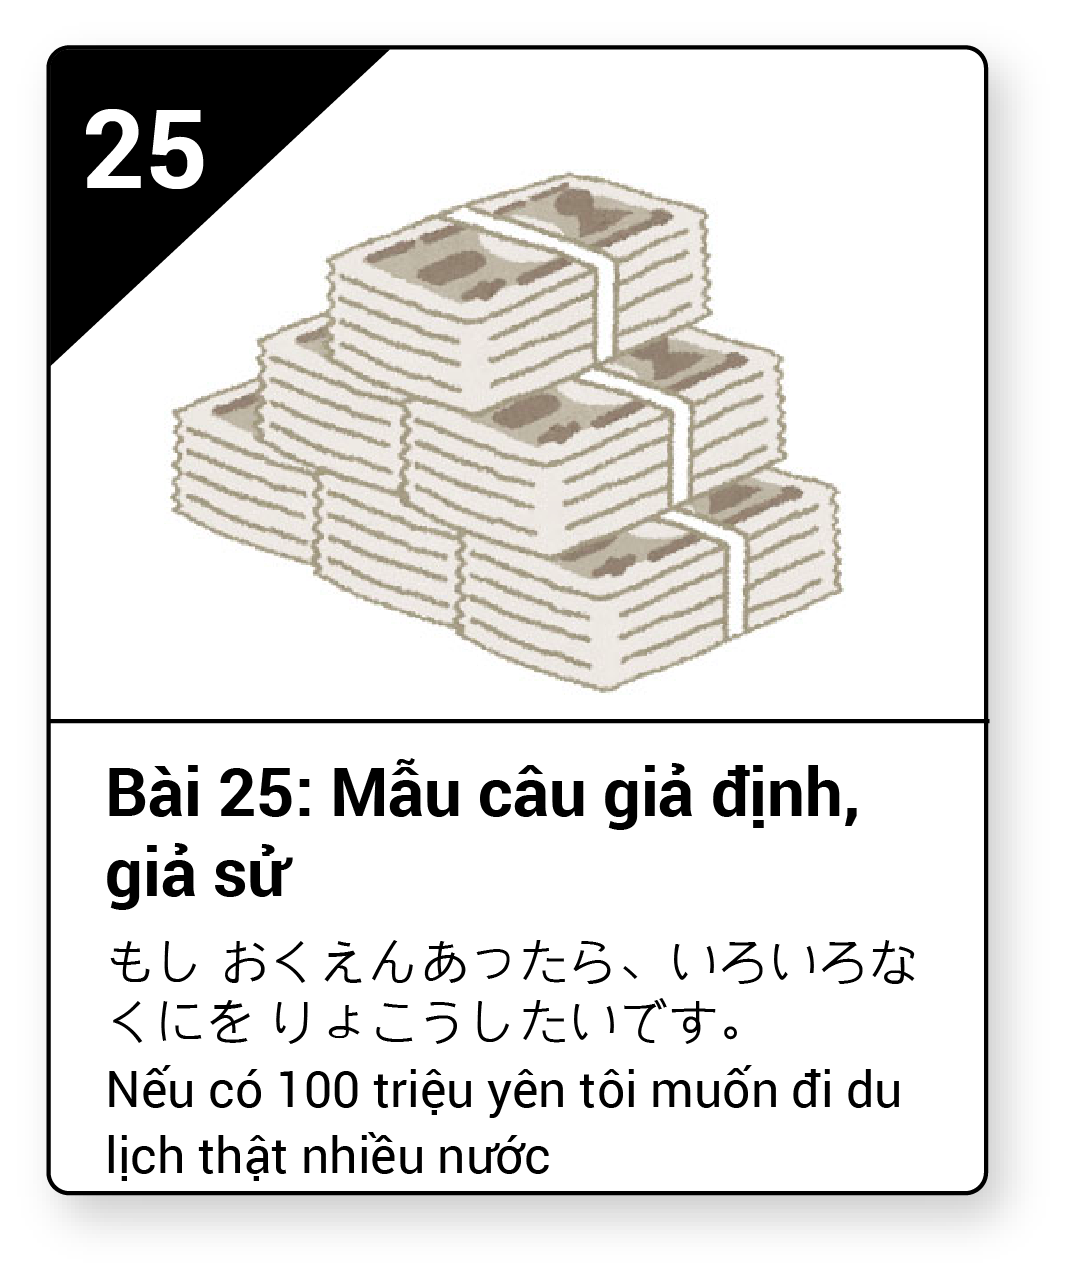 25
Bài 25: Mẫu câu giả định,
giả sử
もし おくえんあったら、いろいろな
くにを りょこうしたいです。
Nếu có 100 triệu yên tôi muốn đi du
lịch thật nhiều nước